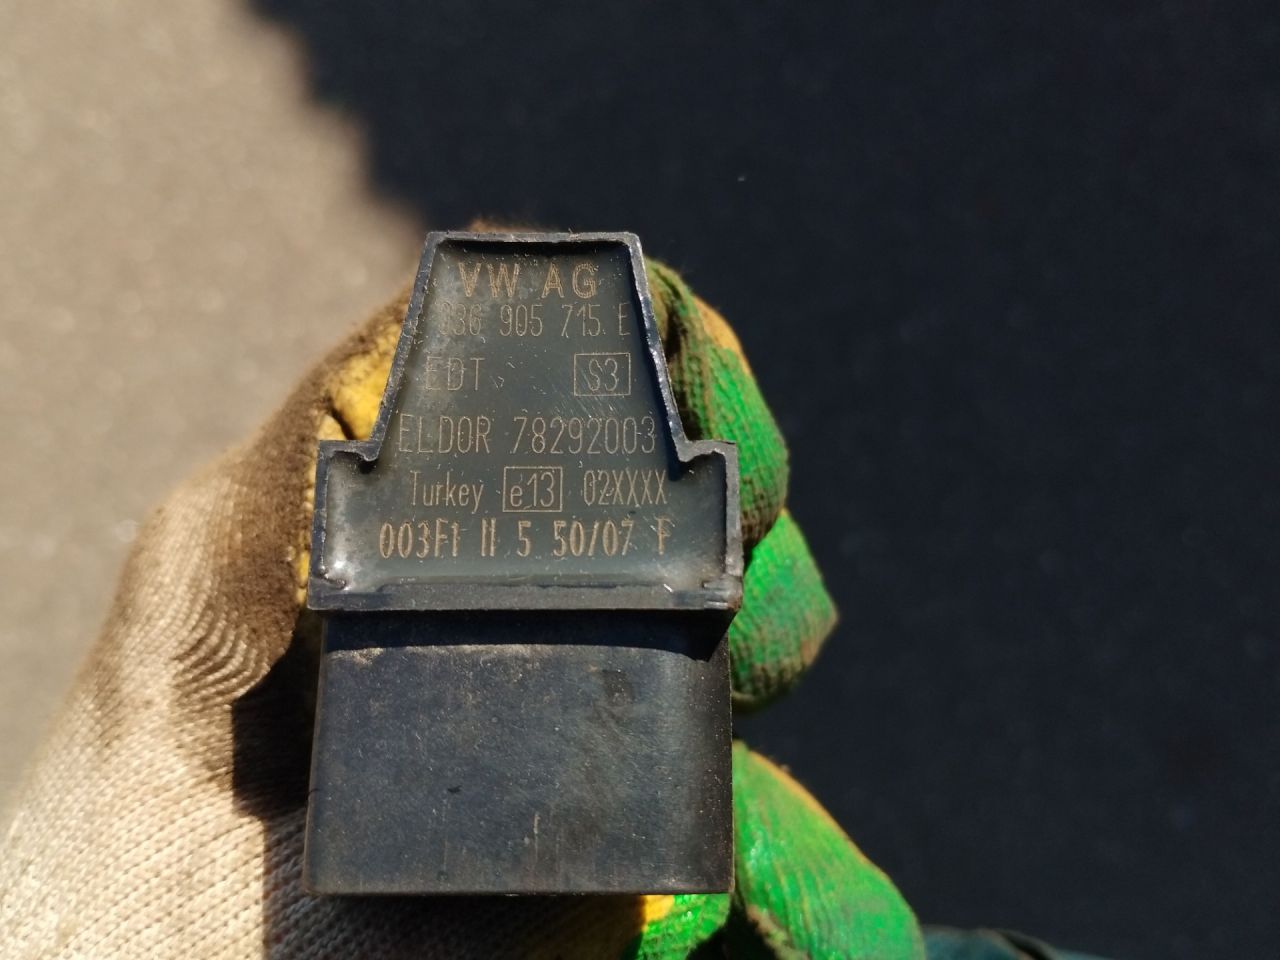 VW AG
036 905 715 E
EDT S3
ELDOR 78292003
Turkey e13 02XXXX
003F1 II 5 50/07 F